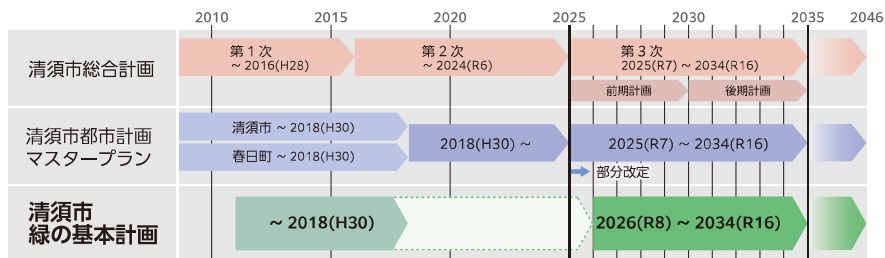 2010 2015 2020 2025 2030 2035 2046
清須市総合計画
第1次
～2016(H28)
第2次
～2024(R6)
第3次
2025(R7)～2034(R16)
前期計画
後期計画
清須市都市計画
マスタープラン
清須市～2018(H30)
春日町～2018(H30)
2018(H30)～
2025(R7)～2034(R16)
部分改定
清須市
緑の基本計画
～2018(H30)
2026(R8)～2034(R16)